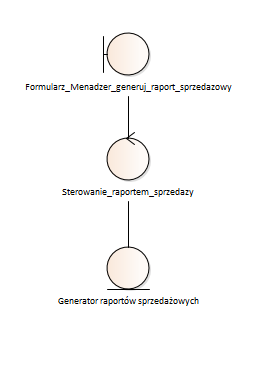 Formularz_Menadzer_generuj_raport_sprzedazowy
Sterowanie_raportem_sprzedazy
Generator raportów sprzedażowych